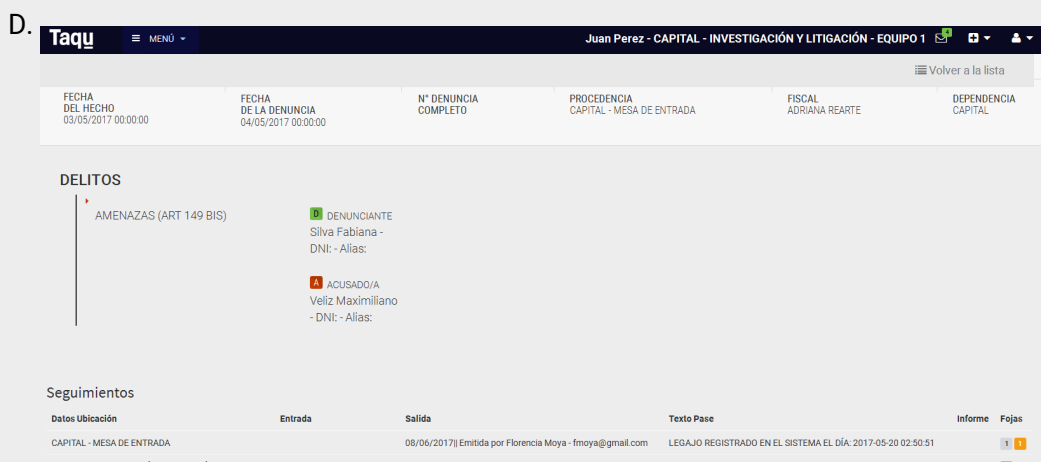 D.
Taqu
MENÚ
Juan Perez - CAPITAL - INVESTIGACIÓN Y LITIGACIÓN - EQUIPO 1
4
Volver a la lista
FECHA
DEL HECHO
03/05/2017 00:00:00
FECHA
DE LA DENUNCIA
04/05/2017 00:00:00
N° DENUNCIA
COMPLETO
PROCEDENCIA
CAPITAL - MESA DE ENTRADA
FISCAL
ADRIANA REARTE
DEPENDENCIA
CAPITAL
DELITOS
AMENAZAS (ART 149 BIS)
D DENUNCIANTE
Silva Fabiana -
DNI: - Alias:
A ACUSADO/A
Veliz Maximiliano
- DNI: - Alias:
Seguimientos
Datos Ubicación Entrada Salida Texto Pase Informe Fojas
CAPITAL - MESA DE ENTRADA 08/06/2017|| Emitida por Florencia Moya - fmoya@gmail.com LEGAJO REGISTRADO EN EL SISTEMA EL DÍA: 2017-05-20 02:50:51 1 1